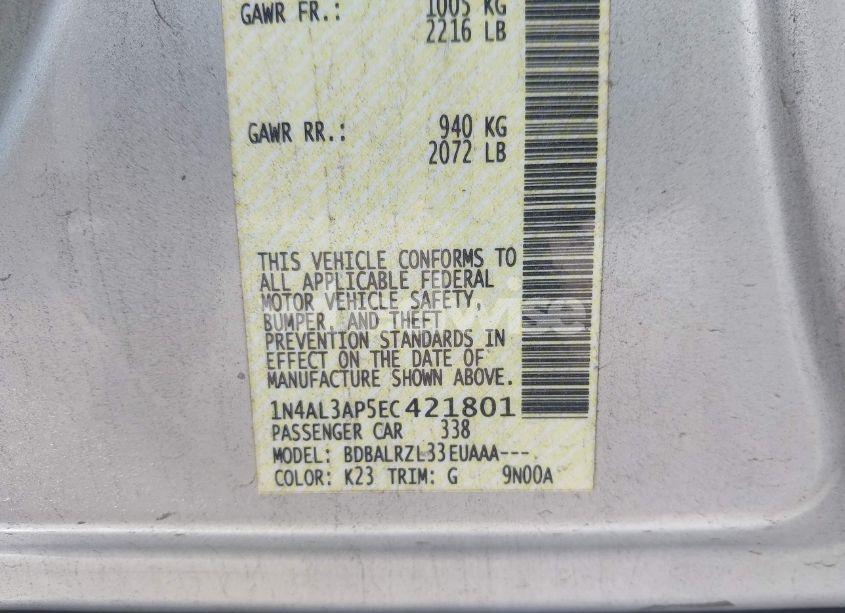 GAWR FR.: 1005 KG
2216 LB
GAWR RR.: 940 KG
2072 LB
THIS VEHICLE CONFORMS TO
ALL APPLICABLE FEDERAL
MOTOR VEHICLE SAFETY,
BUMPER, AND THEFT
PREVENTION STANDARDS IN
EFFECT ON THE DATE OF
MANUFACTURE SHOWN ABOVE.
1N4AL3AP5EC421801
PASSENGER CAR 338
MODEL: BDBALRZL33EUAAA---
COLOR: K23 TRIM: G 9N00A